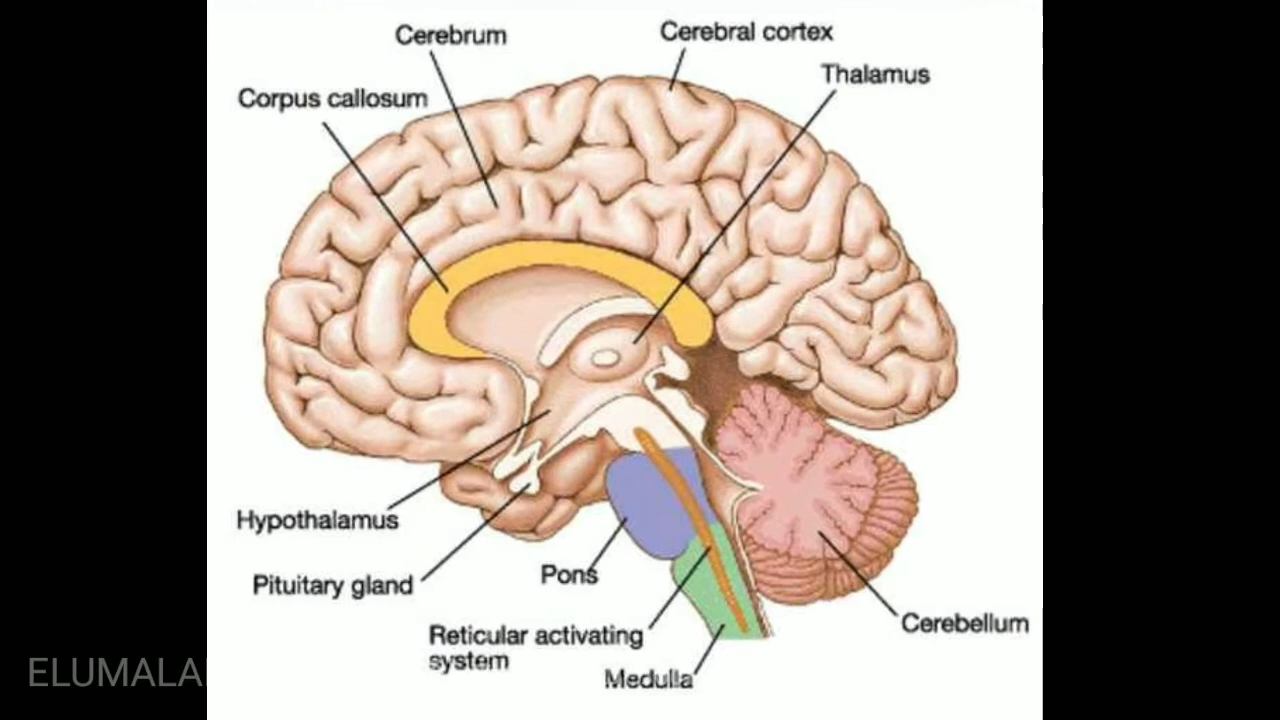 Cerebrum
Cerebral cortex
Thalamus
Corpus callosum
Hypothalamus
Pituitary gland
Pons
Reticular activating
system
Medulla
Cerebellum
ELUMALA